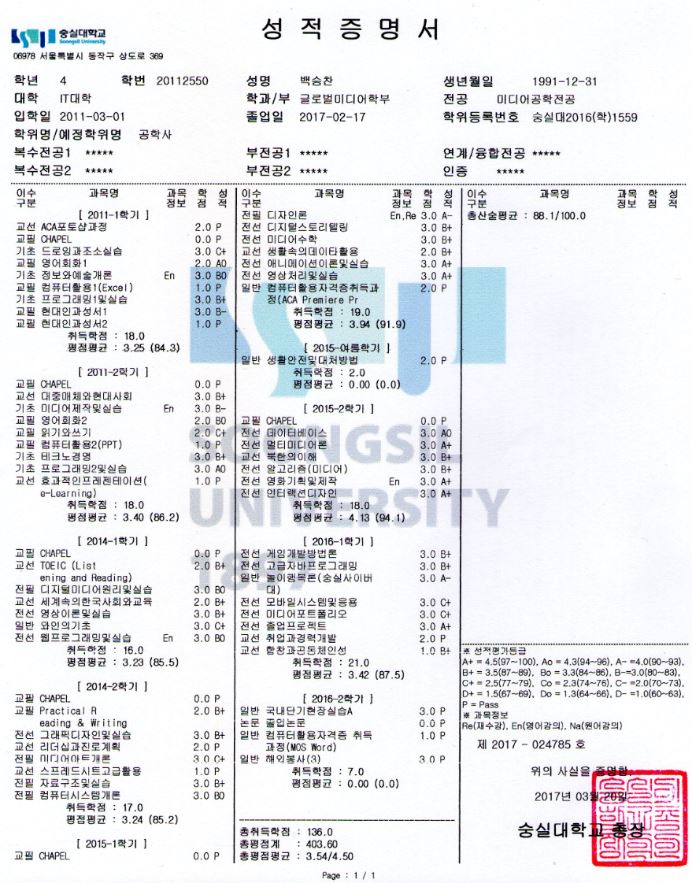 성적증명서
숭실대학교
Soongsil University
06978 서울특별시 동작구 상도로 369
학년 4 학번 20112550 성명 백승찬 생년월일 1991-12-31
대학 IT대학 학과/부 글로벌미디어학부 전공 미디어공학전공
입학일 2011-03-01 졸업일 2017-02-17 학위등록번호 숭실대2016(학)1559
학위명/예정학위명 공학사
복수전공1 ***** 부전공1 ***** 연계/융합전공 *****
복수전공2 ***** 부전공2 ***** 인증 *****
이수구분 과목명 과목정보 학점 성적
[ 2011-1학기 ]
교선 ACA포토샵과정 2.0 P
교필 CHAPEL 0.0 P
기초 드로잉과조소실습 3.0 C+
교필 영어회화1 2.0 A0
기초 정보와예술개론 En 3.0 B0
교필 컴퓨터활용1(Excel) 1.0 P
기초 프로그래밍1및실습 3.0 B+
교필 현대인과성서1 3.0 B-
교필 현대인과성서2 1.0 P
취득학점 : 18.0
평점평균 : 3.25 (84.3)
[ 2011-2학기 ]
교필 CHAPEL 0.0 P
교선 대중매체와현대사회 3.0 B+
기초 미디어제작및실습 En 3.0 B-
교필 영어회화2 2.0 B0
교필 읽기와쓰기 2.0 C+
교필 컴퓨터활용2(PPT) 1.0 P
기초 테크노경영 3.0 B+
기초 프로그래밍2및실습 3.0 A0
교선 효과적인프레젠테이션( 1.0 P
e-Learning)
취득학점 : 18.0
평점평균 : 3.40 (86.2)
[ 2014-1학기 ]
교필 CHAPEL 0.0 P
교선 TOEIC (List 2.0 B+
ening and Reading)
전필 디지털미디어원리및실습 3.0 B0
교선 세계속의한국사회와교육 2.0 B+
전선 영상이론및실습 3.0 B+
일반 와인의기초 3.0 C+
전선 웹프로그래밍및실습 En 3.0 B0
취득학점 : 16.0
평점평균 : 3.23 (85.5)
[ 2014-2학기 ]
교필 CHAPEL 0.0 P
교필 Practical R 2.0 B+
eading & Writing
전선 그래픽디자인및실습 3.0 B+
교선 리더십과진로계획 2.0 P
전필 미디어아트개론 3.0 C+
교선 스프레드시트고급활용 1.0 P
전필 자료구조및실습 3.0 B+
전필 컴퓨터시스템개론 3.0 B0
취득학점 : 17.0
평점평균 : 3.24 (85.2)
[ 2015-1학기 ]
교필 CHAPEL 0.0 P
이수구분 과목명 과목정보 학점 성적
전필 디자인론 En,Re 3.0 A-
전선 디지털스토리텔링 3.0 B+
전선 미디어수학 3.0 B+
교선 생활속의데이타활용 2.0 B+
전선 애니메이션이론및실습 3.0 A+
전선 영상처리및실습 3.0 A+
일반 컴퓨터활용자격증취득과 2.0 P
정(ACA Premiere Pr
취득학점 : 19.0
평점평균 : 3.94 (91.9)
[ 2015-여름학기 ]
일반 생활안전및대처방법 2.0 P
취득학점 : 2.0
평점평균 : 0.00 (0.0)
[ 2015-2학기 ]
교필 CHAPEL 0.0 P
전선 데이터베이스 3.0 A0
전선 멀티미디어론 3.0 A+
교선 북한의이해 3.0 B+
전선 알고리즘(미디어) 3.0 B+
전선 영화기획및제작 En 3.0 A+
전선 인터랙션디자인 3.0 A+
취득학점 : 18.0
평점평균 : 4.13 (94.1)
[ 2016-1학기 ]
전선 게임개발방법론 3.0 B+
전선 고급자바프로그래밍 3.0 B+
일반 놀이랭목론(숭실사이버 3.0 A-
대)
전선 모바일시스템및응용 3.0 C+
전선 미디어포트폴리오 3.0 C+
전선 졸업프로젝트 3.0 A+
교선 취업과경력개발 2.0 P
교선 합창과공동체인성 1.0 B+
취득학점 : 21.0
평점평균 : 3.42 (87.5)
[ 2016-2학기 ]
일반 국내단기현장실습A 3.0 P
논문 졸업논문 0.0 P
일반 컴퓨터활용자격증 취득 1.0 P
과정(MOS Word)
일반 해외봉사(3) 3.0 P
취득학점 : 7.0
평점평균 : 0.00 (0.0)
총취득학점 : 136.0
총평점계 : 403.60
총평점평균 : 3.54/4.50
이수구분 과목명 과목정보 학점 성적
총산술평균 : 88.1/100.0
※ 성적평가등급
A+ = 4.5(97~100), Ao = 4.3(94~96), A- =4.0(90~93),
B+ = 3.5(87~89), Bo = 3.3(84~86), B-=3.0(80~83),
C+ = 2.5(77~79), Co = 2.3(74~76), C- =2.0(70~73),
D+ = 1.5(67~69), Do = 1.3(64~66), D- =1.0(60~63),
P = Pass
※ 과목정보
Re(재수강), En(영어강의), Na(원어강의)
제 2017 - 024785 호
위의 사실을 증명함.
2017년 03월 20일
숭실대학교 총장
SOONGSIL
UNIVERSITY
1897
Page : 1 / 1